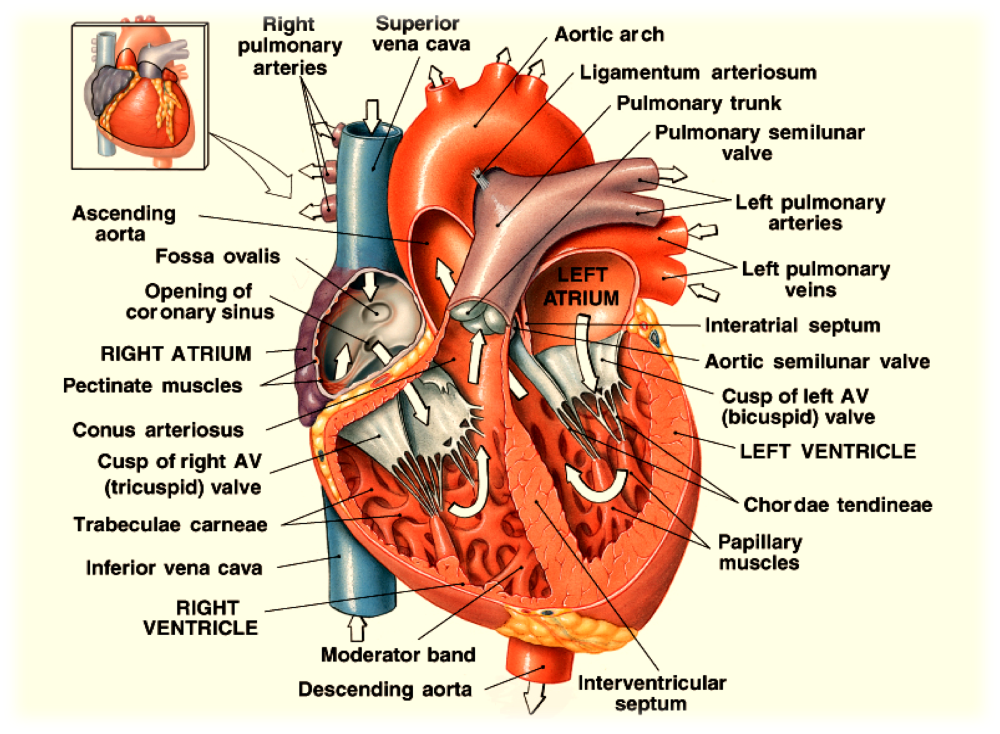 Right
pulmonary
arteries
Superior
vena cava
Aortic arch
Ligamentum arteriosum
Pulmonary trunk
Pulmonary semilunar
valve
Left pulmonary
arteries
Left pulmonary
veins
LEFT
ATRIUM
Interatrial septum
Aortic semilunar valve
Cusp of left AV
(bicuspid) valve
LEFT VENTRICLE
Chordae tendineae
Papillary
muscles
Interventricular
septum
Ascending
aorta
Fossa ovalis
Opening of
coronary sinus
RIGHT ATRIUM
Pectinate muscles
Conus arteriosus
Cusp of right AV
(tricuspid) valve
Trabeculae carneae
Inferior vena cava
RIGHT
VENTRICLE
Moderator band
Descending aorta